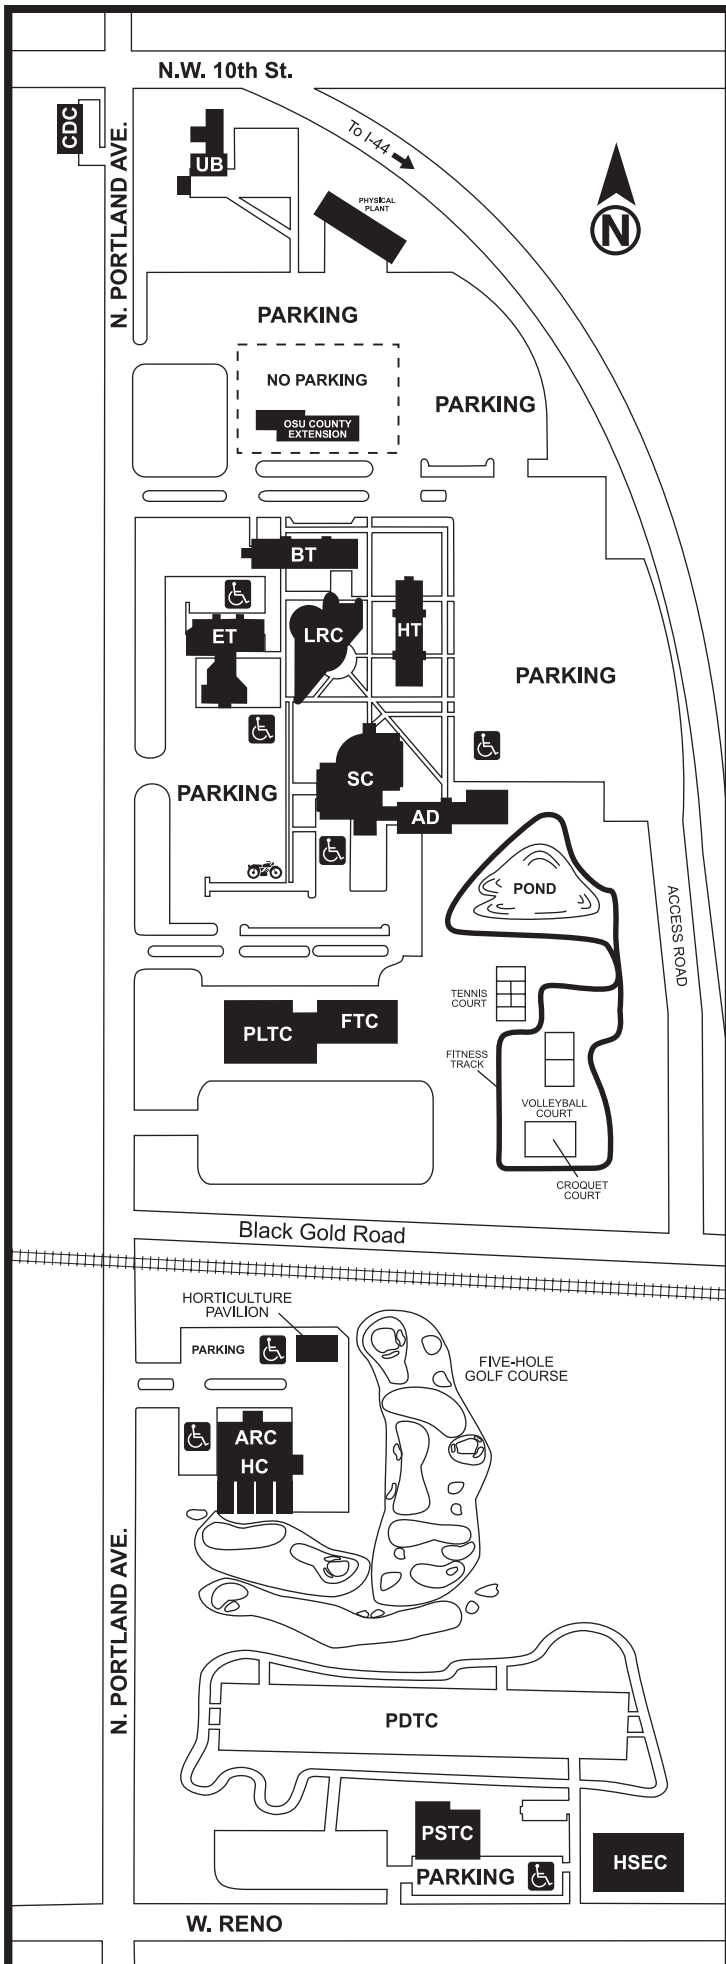 N.W. 10th St.
CDC
N. PORTLAND AVE.
To I-44
UB
PHYSICAL
PLANT
N
PARKING
NO PARKING
OSU COUNTY
EXTENSION
PARKING
BT
ET
LRC
HT
PARKING
SC
PARKING
AD
POND
ACCESS ROAD
TENNIS
COURT
PLTC
FTC
FITNESS
TRACK
VOLLEYBALL
COURT
CROQUET
COURT
Black Gold Road
HORTICULTURE
PAVILION
PARKING
FIVE-HOLE
GOLF COURSE
ARC
HC
N. PORTLAND AVE.
PDTC
PSTC
HSEC
PARKING
W. RENO